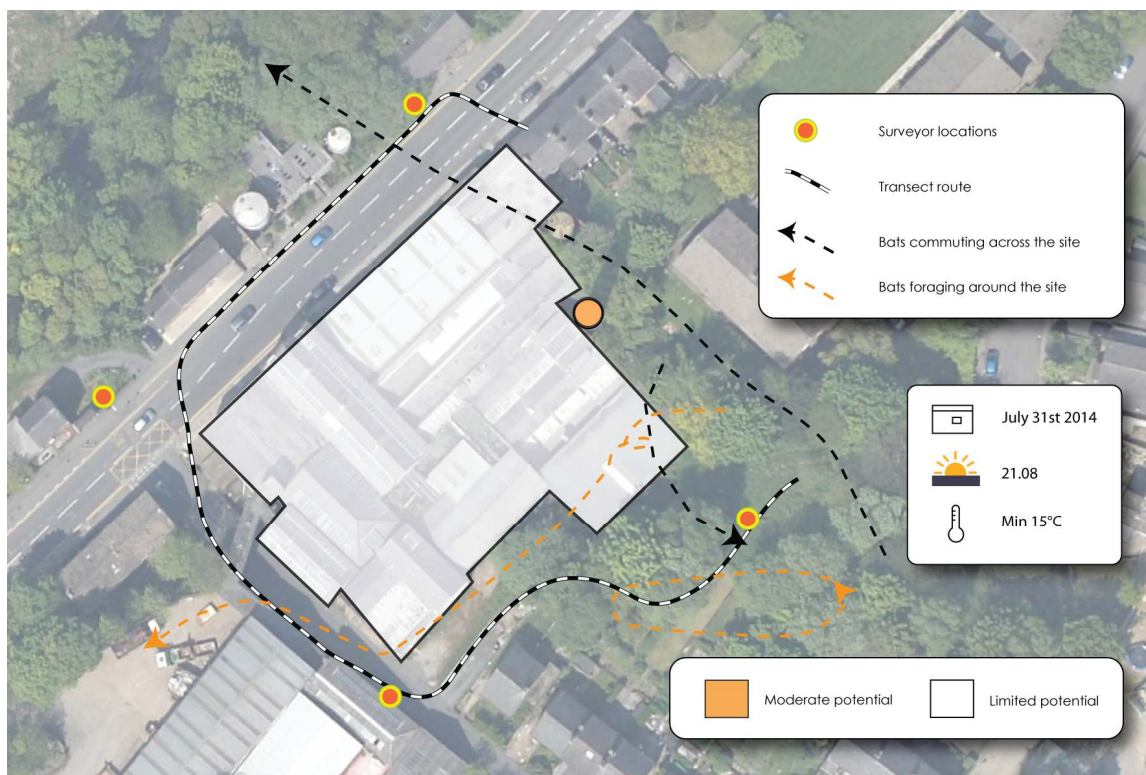 Surveyor locations
Transect route
Bats commuting across the site
Bats foraging around the site
July 31st 2014
21.08
Min 15°C
Moderate potential
Limited potential